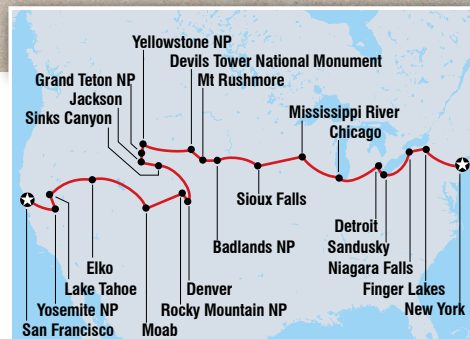 Yellowstone NP
Devils Tower National Monument
Grand Teton NP
Mt Rushmore
Jackson
Sinks Canyon
Mississippi River
Chicago
Sioux Falls
Detroit
Badlands NP
Sandusky
Elko
Niagara Falls
Lake Tahoe
Denver
Finger Lakes
Yosemite NP
Rocky Mountain NP
New York
San Francisco
Moab